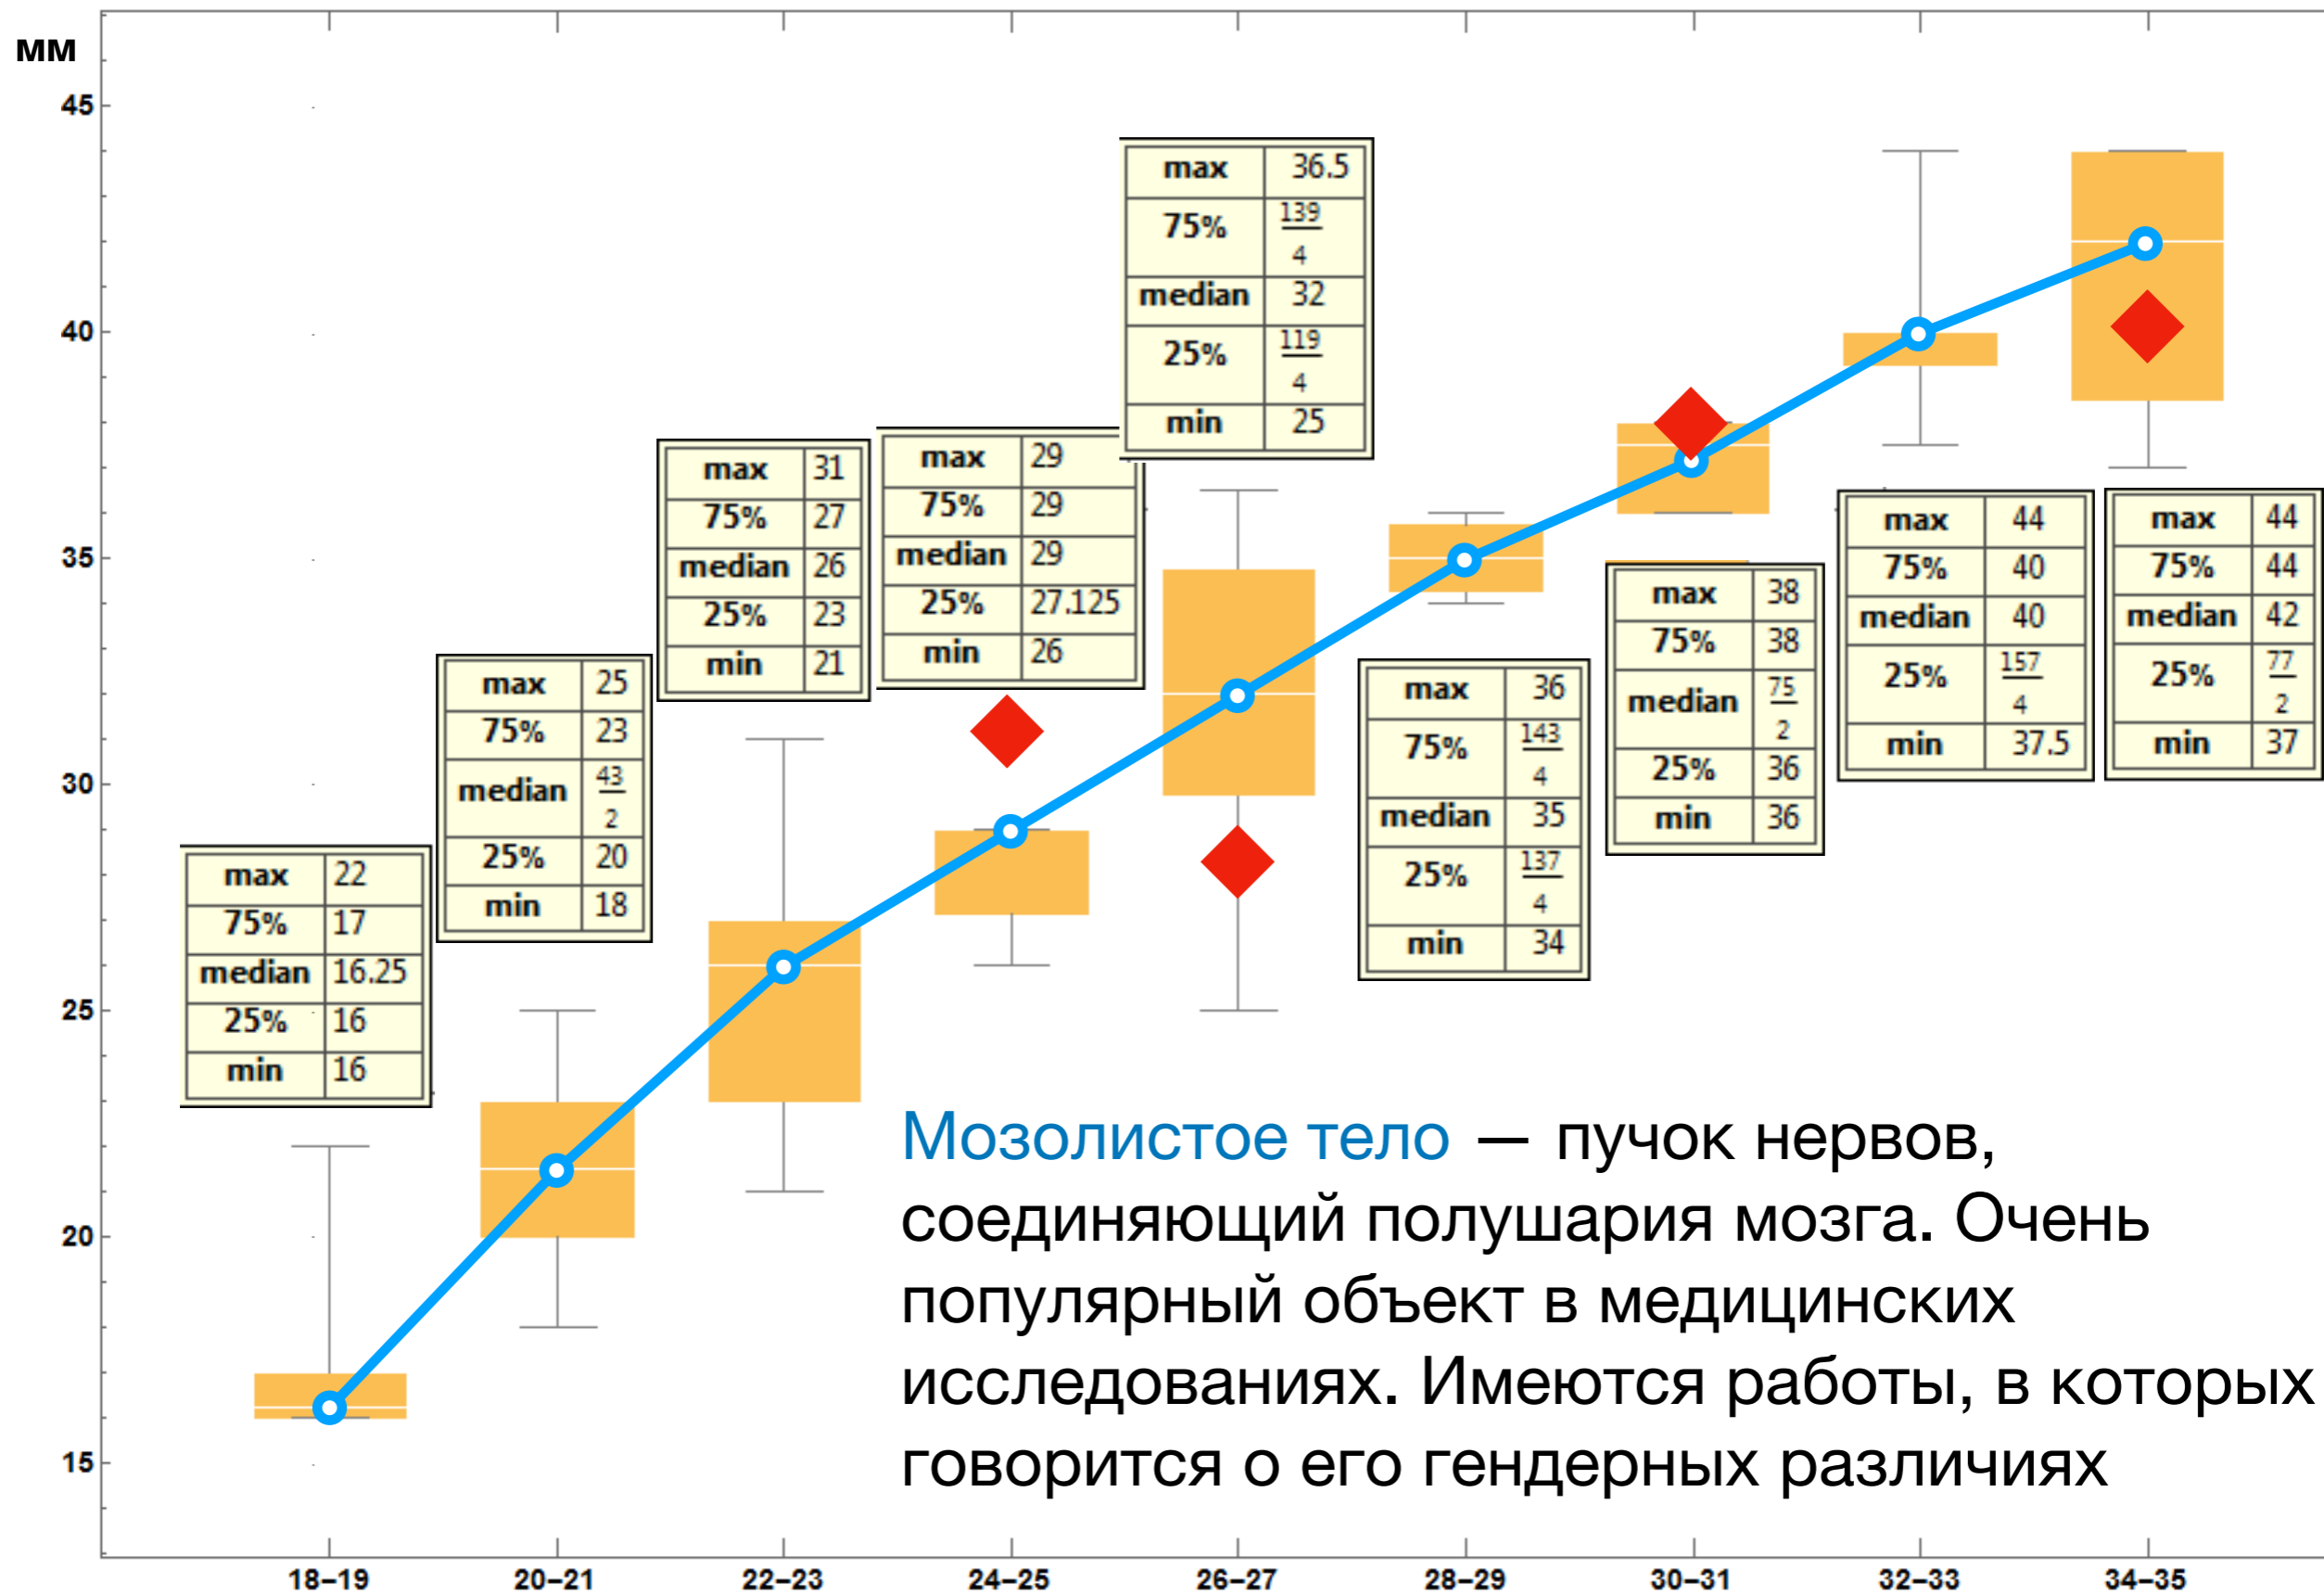 мм
45
40
35
30
25
20
15
max 22
75% 17
median 16.25
25% 16
min 16
max 25
75% 23
median 43/2
25% 20
min 18
max 31
75% 27
median 26
25% 23
min 21
max 29
75% 29
median 29
25% 27.125
min 26
max 36.5
75% 139/4
median 32
25% 119/4
min 25
max 36
75% 143/4
median 35
25% 137/4
min 34
max 38
75% 38
median 75/2
25% 36
min 36
max 44
75% 40
median 40
25% 157/4
min 37.5
max 44
75% 44
median 42
25% 77/2
min 37
Мозолистое тело — пучок нервов,
соединяющий полушария мозга. Очень
популярный объект в медицинских
исследованиях. Имеются работы, в которых
говорится о его гендерных различиях
18–19 20–21 22–23 24–25 26–27 28–29 30–31 32–33 34–35